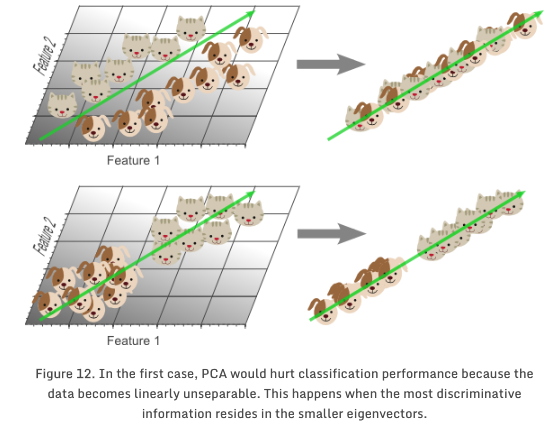 Feature 2
Feature 1
Feature 2
Feature 1
Figure 12. In the first case, PCA would hurt classification performance because the
data becomes linearly unseparable. This happens when the most discriminative
information resides in the smaller eigenvectors.